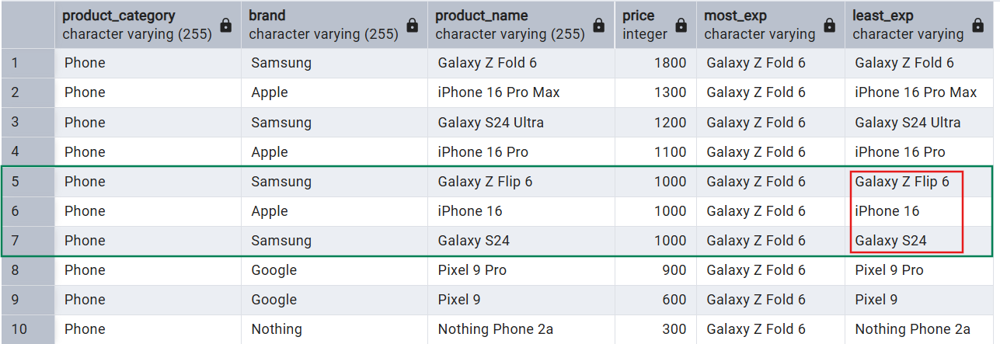 product_category brand product_name price most_exp least_exp
character varying (255) character varying (255) character varying (255) integer character varying character varying
1 Phone Samsung Galaxy Z Fold 6 1800 Galaxy Z Fold 6 Galaxy Z Fold 6
2 Phone Apple iPhone 16 Pro Max 1300 Galaxy Z Fold 6 iPhone 16 Pro Max
3 Phone Samsung Galaxy S24 Ultra 1200 Galaxy Z Fold 6 Galaxy S24 Ultra
4 Phone Apple iPhone 16 Pro 1100 Galaxy Z Fold 6 iPhone 16 Pro
5 Phone Samsung Galaxy Z Flip 6 1000 Galaxy Z Fold 6 Galaxy Z Flip 6
6 Phone Apple iPhone 16 1000 Galaxy Z Fold 6 iPhone 16
7 Phone Samsung Galaxy S24 1000 Galaxy Z Fold 6 Galaxy S24
8 Phone Google Pixel 9 Pro 900 Galaxy Z Fold 6 Pixel 9 Pro
9 Phone Google Pixel 9 600 Galaxy Z Fold 6 Pixel 9
10 Phone Nothing Nothing Phone 2a 300 Galaxy Z Fold 6 Nothing Phone 2a